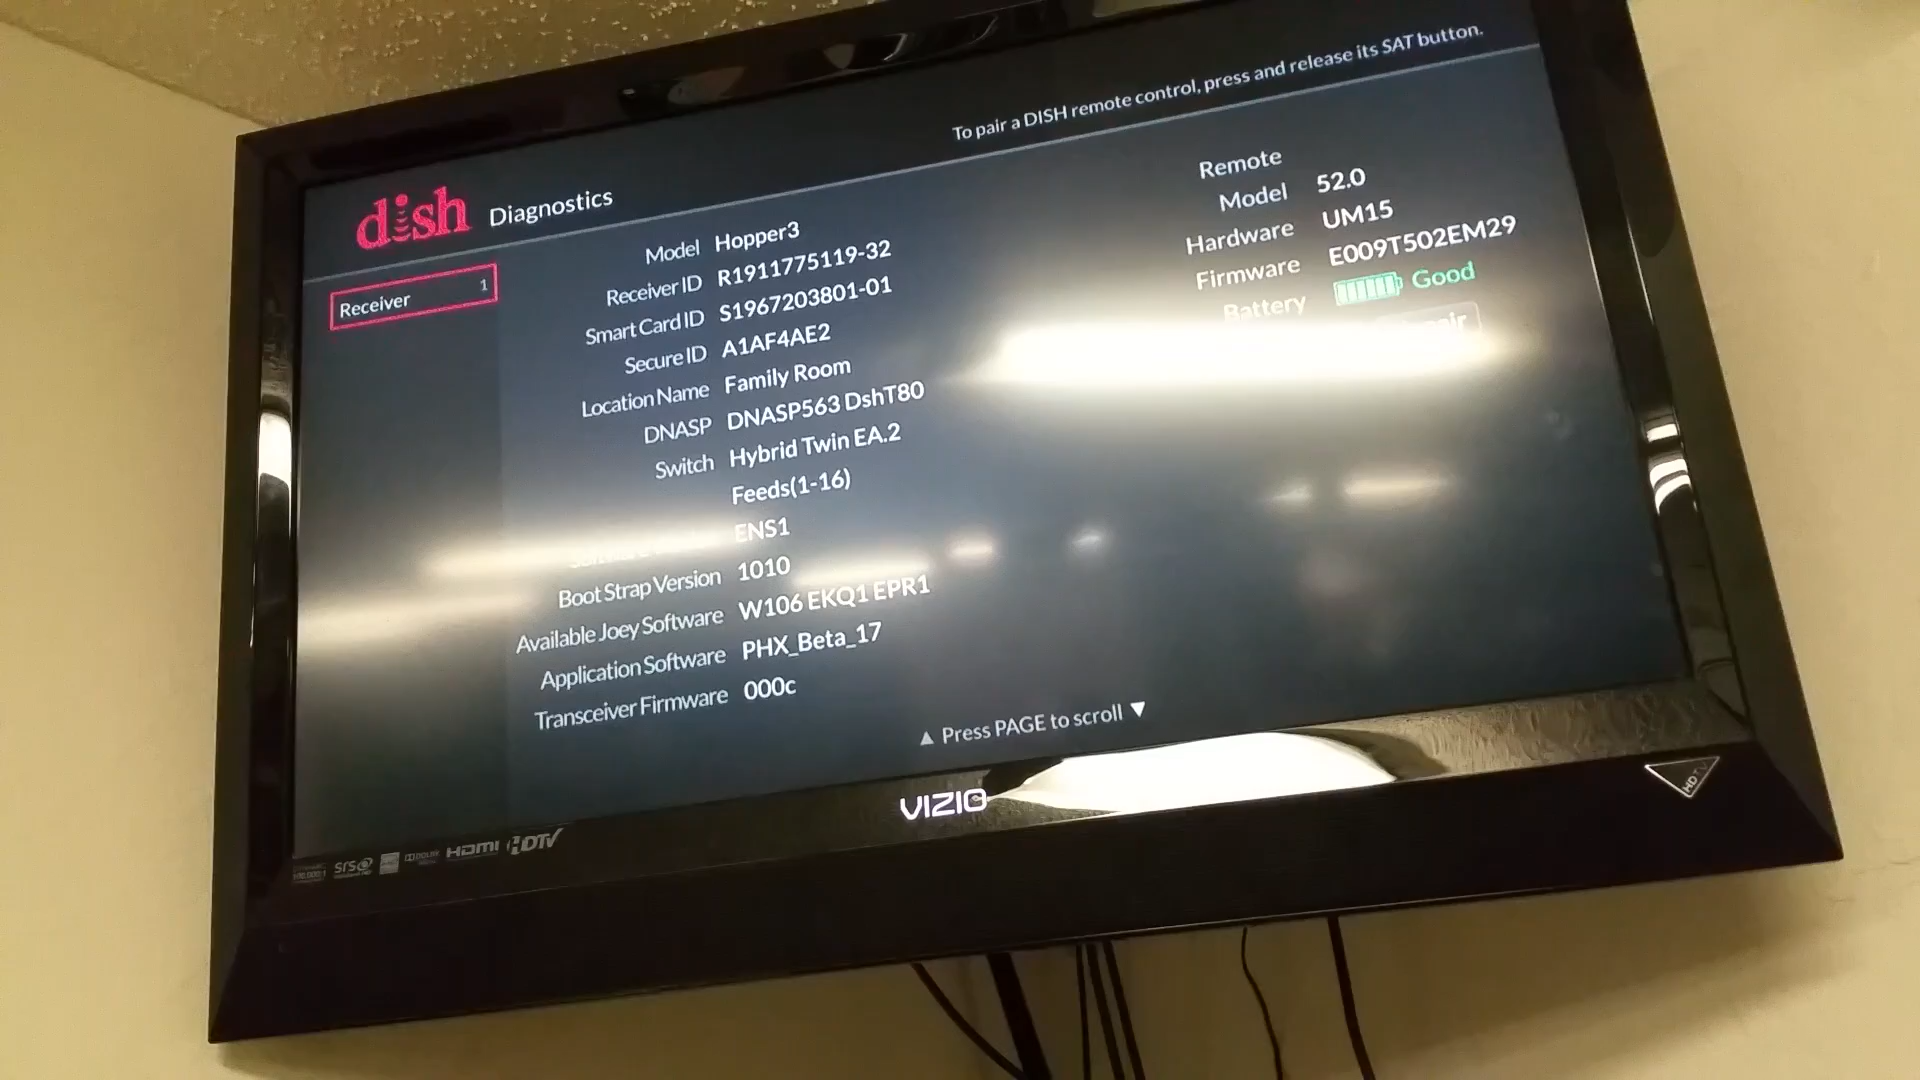 To pair a DISH remote control, press and release its SAT button.
dish Diagnostics
Receiver 1
Model Hopper3
Receiver ID R1911775119-32
Smart Card ID S1967203801-01
Secure ID A1AF4AE2
Location Name Family Room
DNASP DNASP563 DshT80
Switch Hybrid Twin EA.2
Feeds(1-16)
ENS1
Boot Strap Version 1010
Available Joey Software W106 EKQ1 EPR1
Application Software PHX_Beta_17
Transceiver Firmware 000c
Remote
Model 52.0
Hardware UM15
Firmware E009T502EM29
Battery Good
▲ Press PAGE to scroll ▼
VIZIO
HDTV
SRS
HDMI HDTV